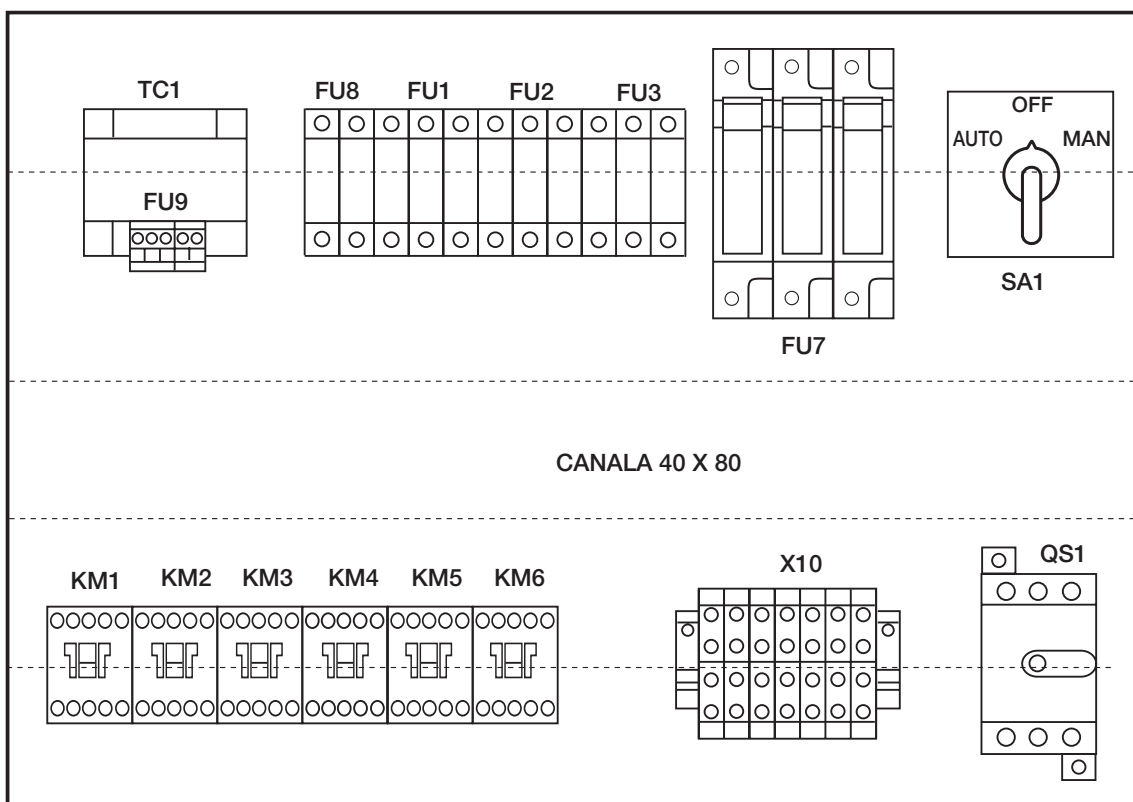 TC1
FU9
FU8 FU1 FU2 FU3
FU7
OFF
AUTO MAN
SA1
CANALA 40 X 80
KM1 KM2 KM3 KM4 KM5 KM6
X10
QS1